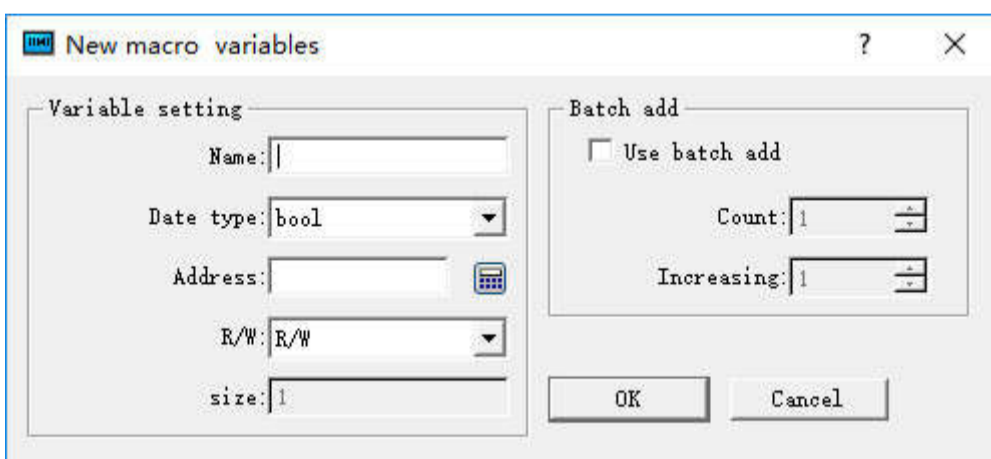 HMI New macro variables ?
Variable setting
Name:
Date type: bool
Address:
R/W: R/W
size: 1
Batch add
Use batch add
Count: 1
Increasing: 1
OK Cancel